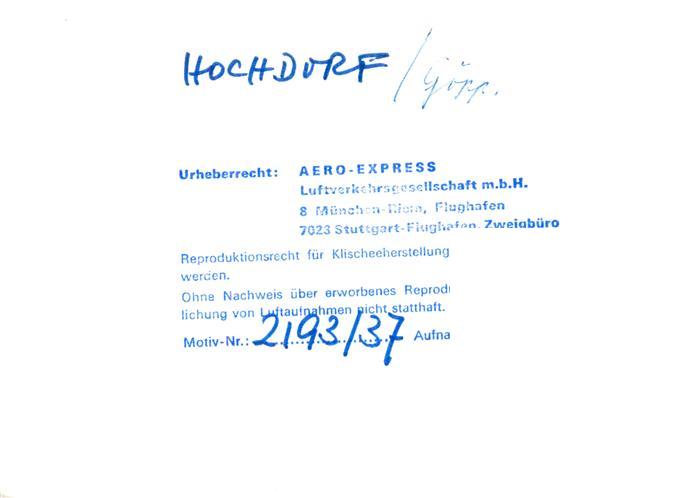 HOCHDORF / Göpp.
Urheberrecht: AERO-EXPRESS
Luftverkehrsgesellschaft m.b.H.
8 München-Riem, Flughafen
7023 Stuttgart-Flughafen, Zweigbüro
Reproduktionsrecht für Klischeeherstellung
werden.
Ohne Nachweis über erworbenes Reprodu
lichung von Luftaufnahmen nicht statthaft.
Motiv-Nr.: 2193/37 Aufna